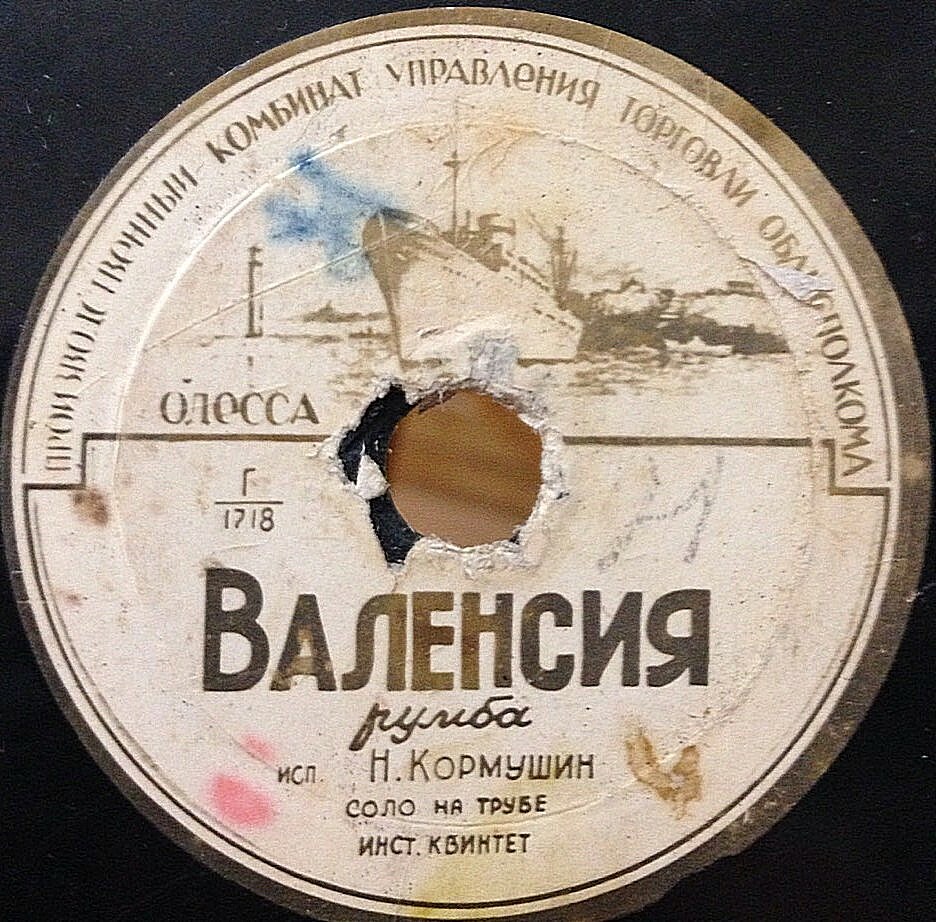 ПРОИЗВОДСТВЕННЫЙ КОМБИНАТ УПРАВЛЕНИЯ ТОРГОВЛИ ОБЛИСПОЛКОМА
ОДЕССА
Г
1718
ВАЛЕНСИЯ
румба
исп. Н. КОРМУШИН
СОЛО НА ТРУБЕ
ИНСТ. КВИНТЕТ